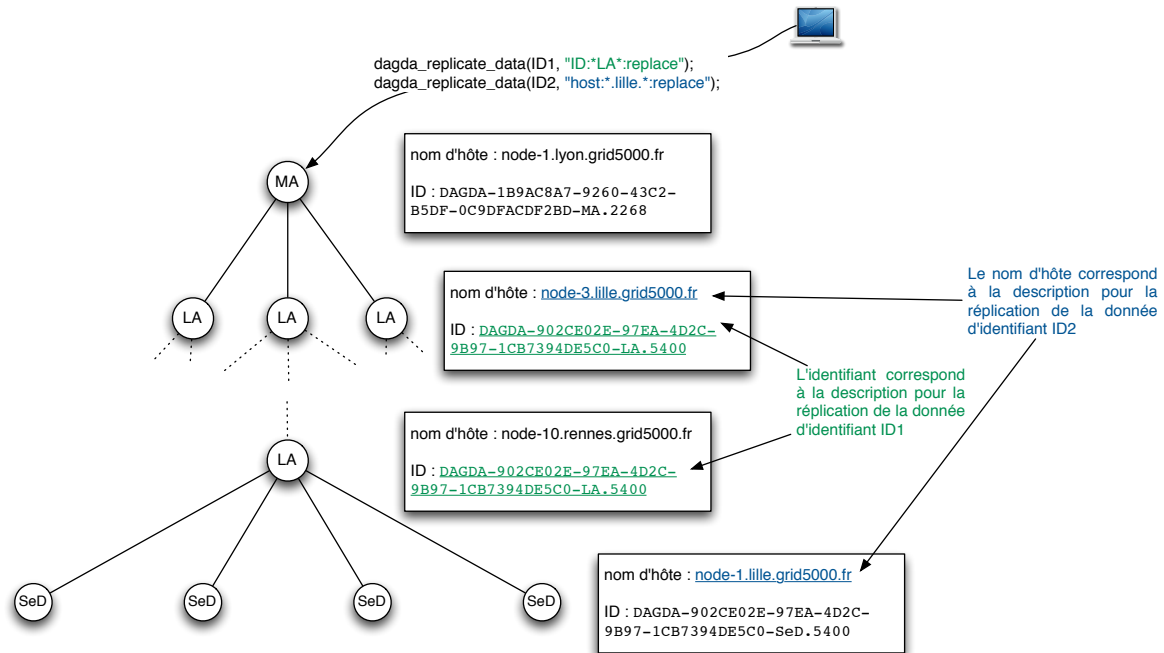 dagda_replicate_data(ID1, "ID:*LA*:replace");
dagda_replicate_data(ID2, "host:*.lille.*:replace");
nom d'hôte : node-1.lyon.grid5000.fr
ID : DAGDA-1B9AC8A7-9260-43C2-
B5DF-0C9DFACDF2BD-MA.2268
MA
nom d'hôte : node-3.lille.grid5000.fr
ID : DAGDA-902CE02E-97EA-4D2C-
9B97-1CB7394DE5C0-LA.5400
Le nom d'hôte correspond
à la description pour la
réplication de la donnée
d'identifiant ID2
LA
LA
LA
L'identifiant correspond
à la description pour la
réplication de la donnée
d'identifiant ID1
nom d'hôte : node-10.rennes.grid5000.fr
ID : DAGDA-902CE02E-97EA-4D2C-
9B97-1CB7394DE5C0-LA.5400
LA
SeD
SeD
SeD
SeD
nom d'hôte : node-1.lille.grid5000.fr
ID : DAGDA-902CE02E-97EA-4D2C-
9B97-1CB7394DE5C0-SeD.5400